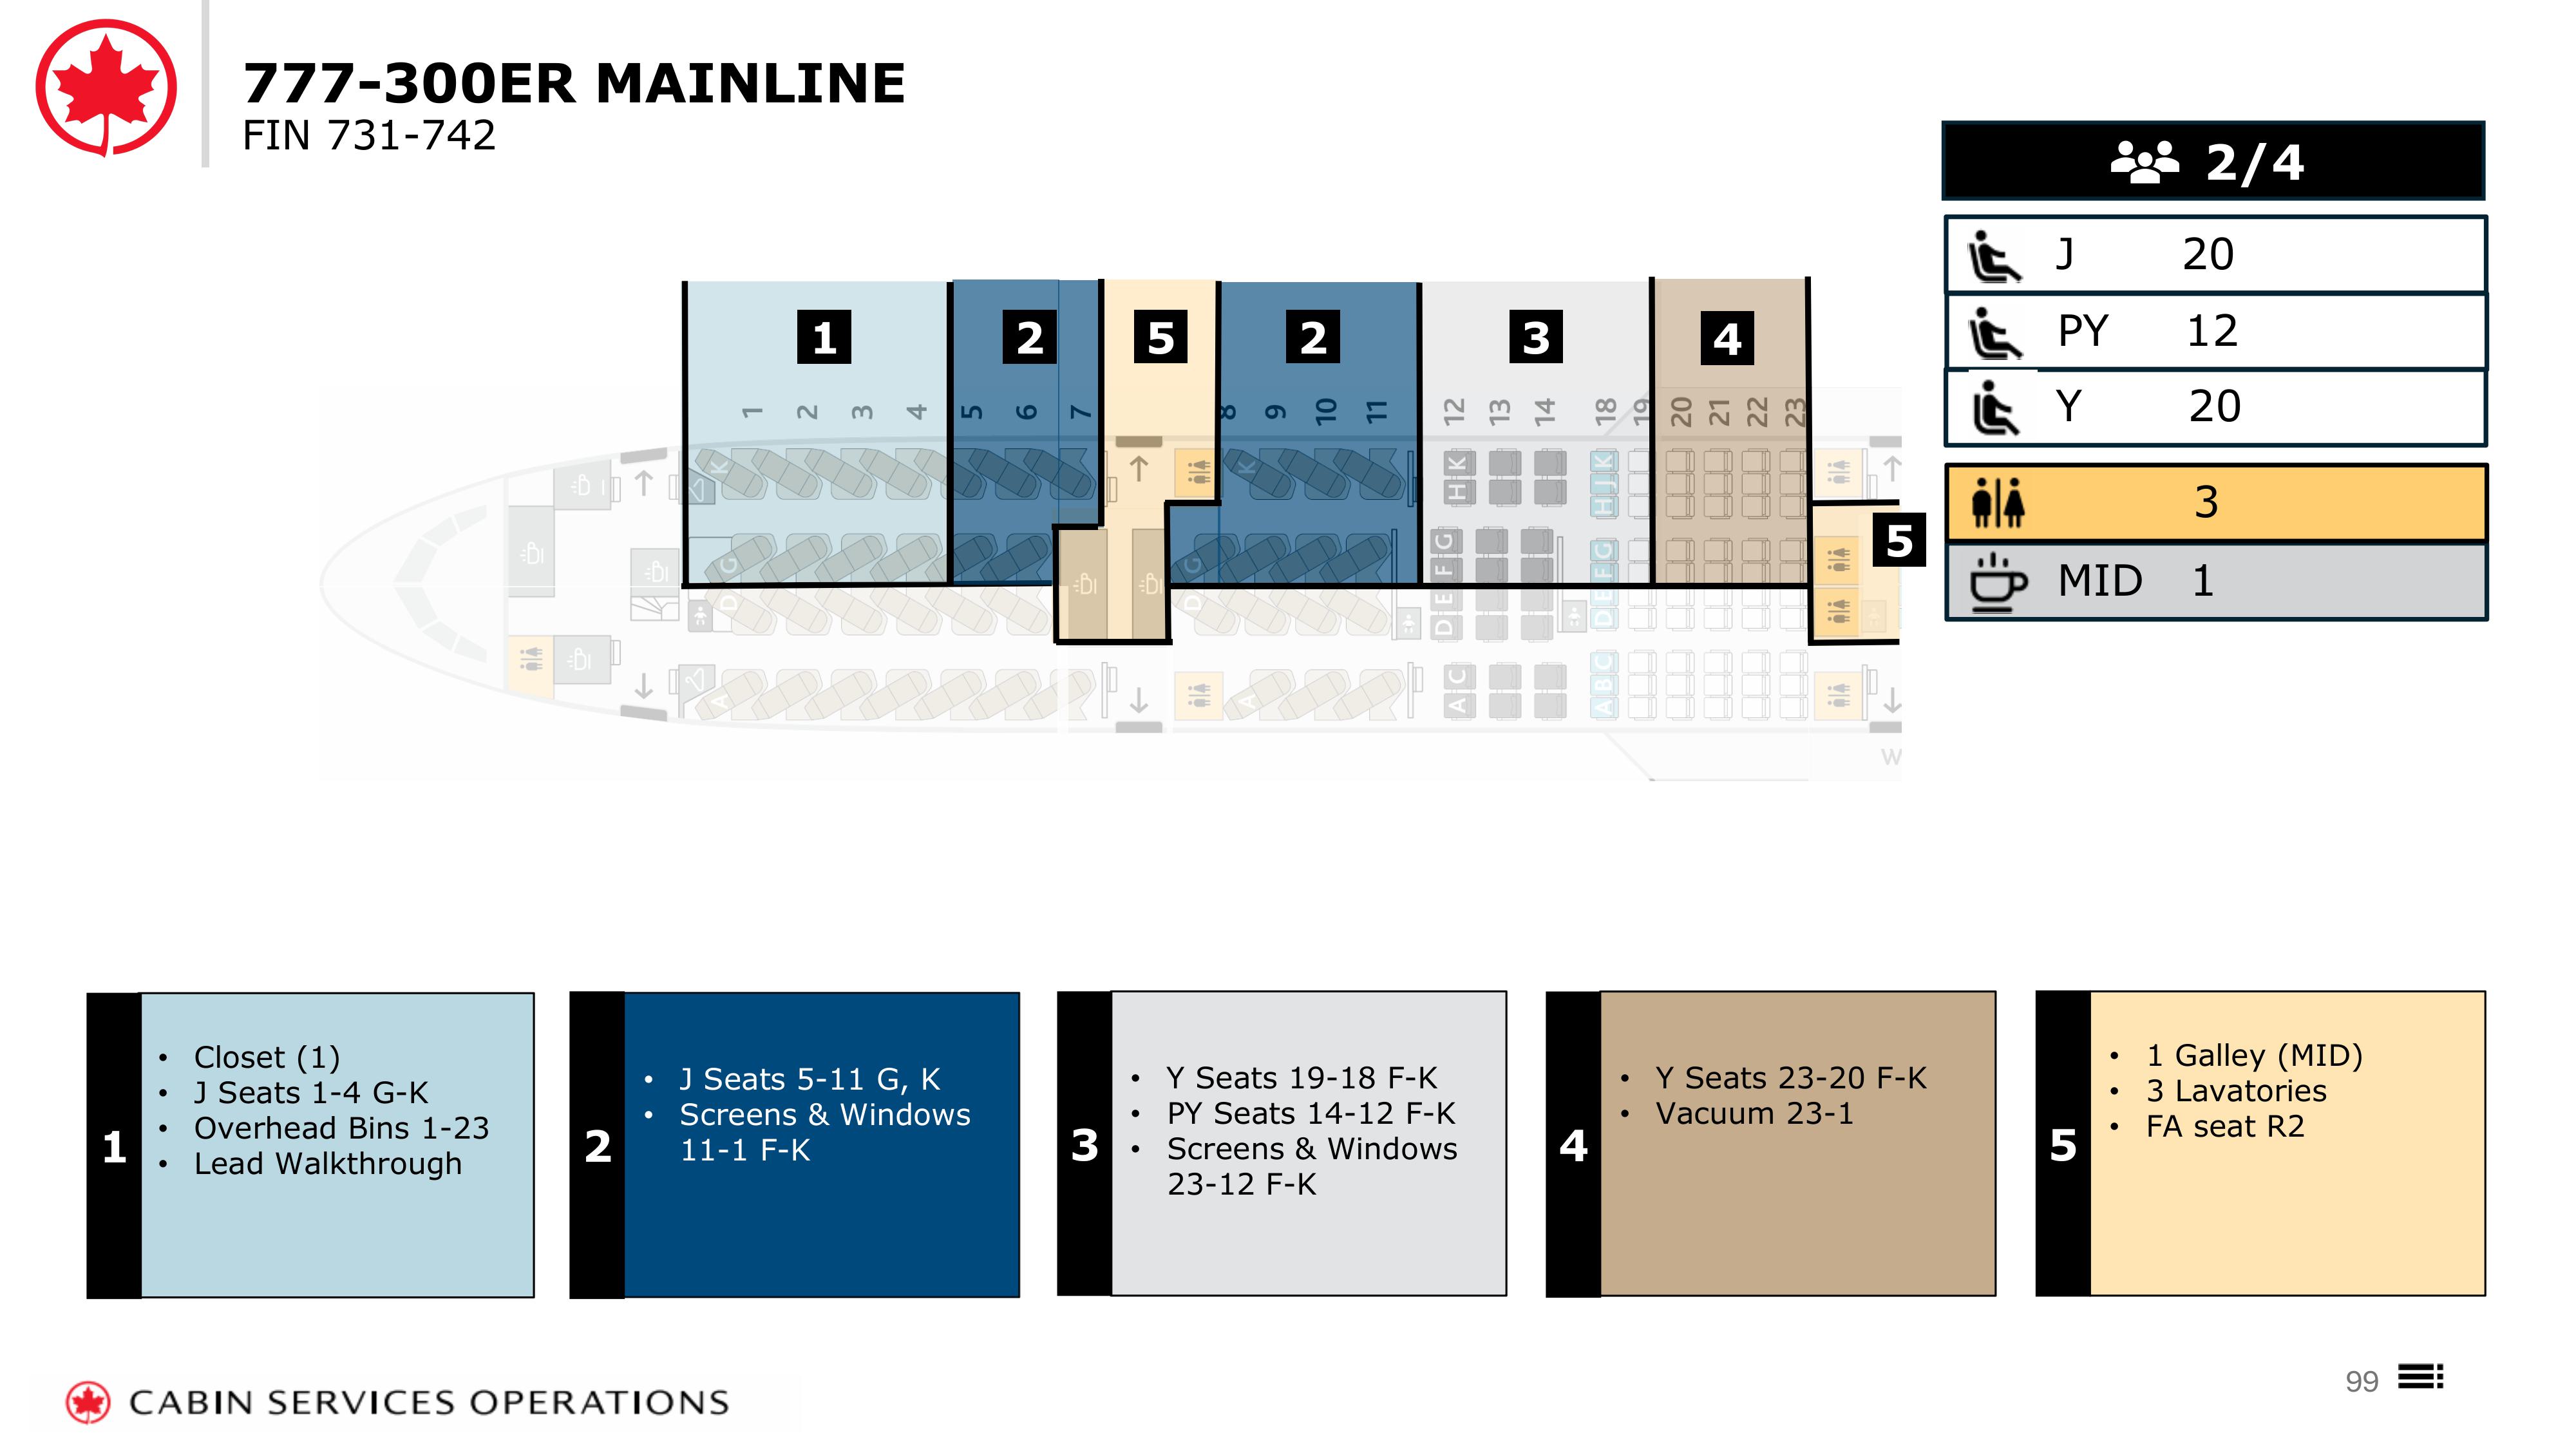 777-300ER MAINLINE
FIN 731-742
2/4
J 20
PY 12
Y 20
3
MID 1
1
2
5
2
3
4
1 2 3 4 5 6 7 8 9 10 11 12 13 14 18 19 20 21 22 23
K K K K
H J
H
5
G G G G
F F
D D E E
D D
A A C C
A A B
W
1
• Closet (1)
• J Seats 1-4 G-K
• Overhead Bins 1-23
• Lead Walkthrough
2
• J Seats 5-11 G, K
• Screens & Windows
11-1 F-K
3
• Y Seats 19-18 F-K
• PY Seats 14-12 F-K
• Screens & Windows
23-12 F-K
4
• Y Seats 23-20 F-K
• Vacuum 23-1
5
• 1 Galley (MID)
• 3 Lavatories
• FA seat R2
CABIN SERVICES OPERATIONS
99